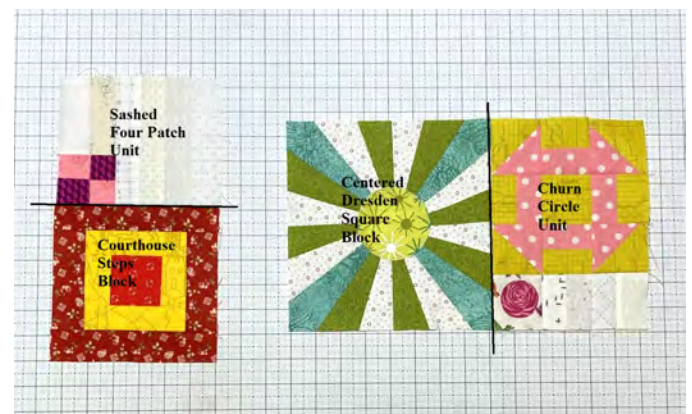 Sashed
Four Patch
Unit
Courthouse
Steps
Block
Centered
Dresden
Square
Block
Churn
Circle
Unit